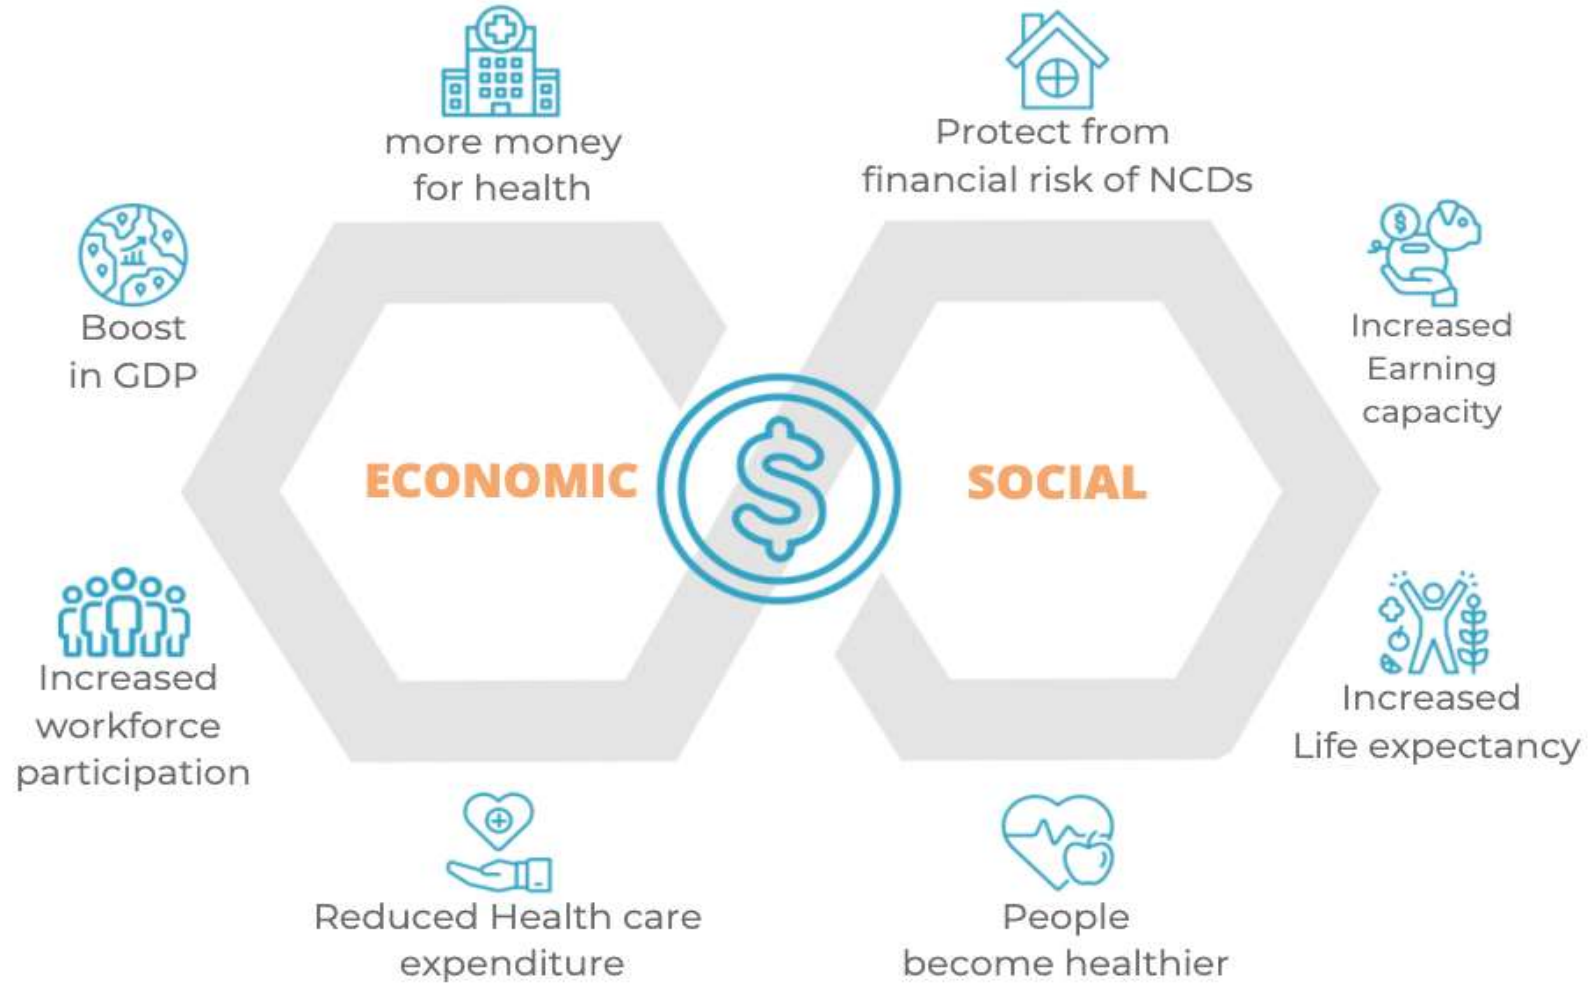 more money
for health
Protect from
financial risk of NCDs
Boost
in GDP
Increased
Earning
capacity
ECONOMIC
$
SOCIAL
Increased
workforce
participation
Increased
Life expectancy
Reduced Health care
expenditure
People
become healthier